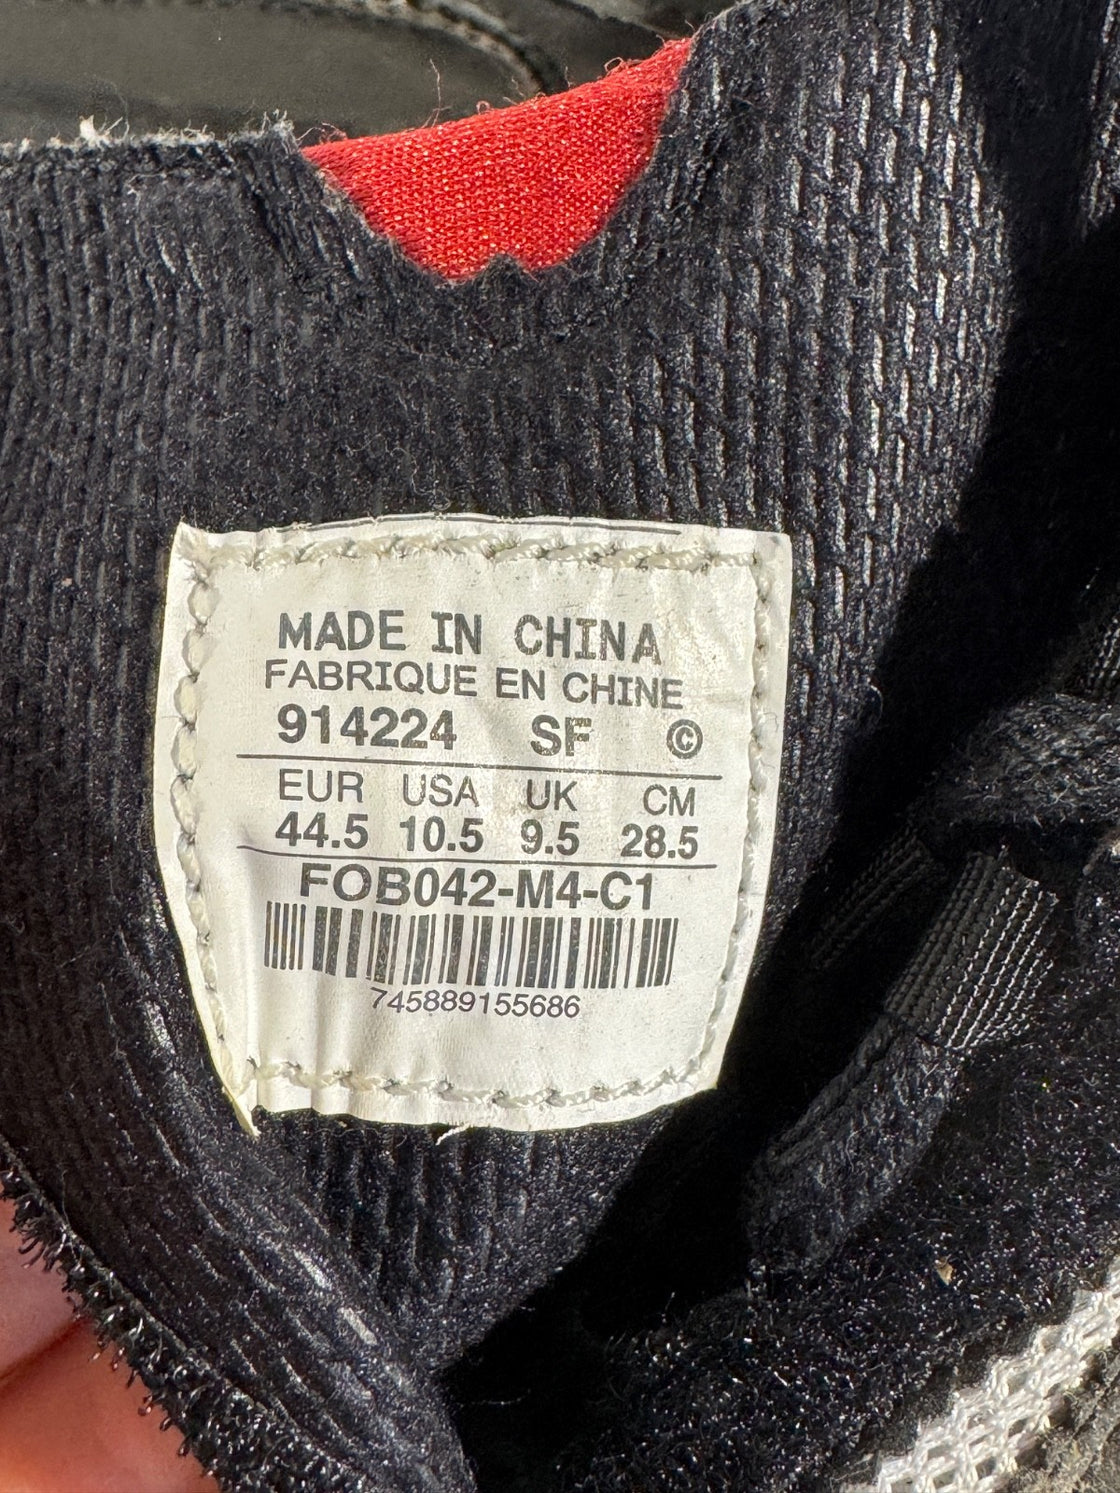 MADE IN CHINA
FABRIQUE EN CHINE
914224 SF ©
EUR USA UK CM
44.5 10.5 9.5 28.5
FOB042-M4-C1
745889155686